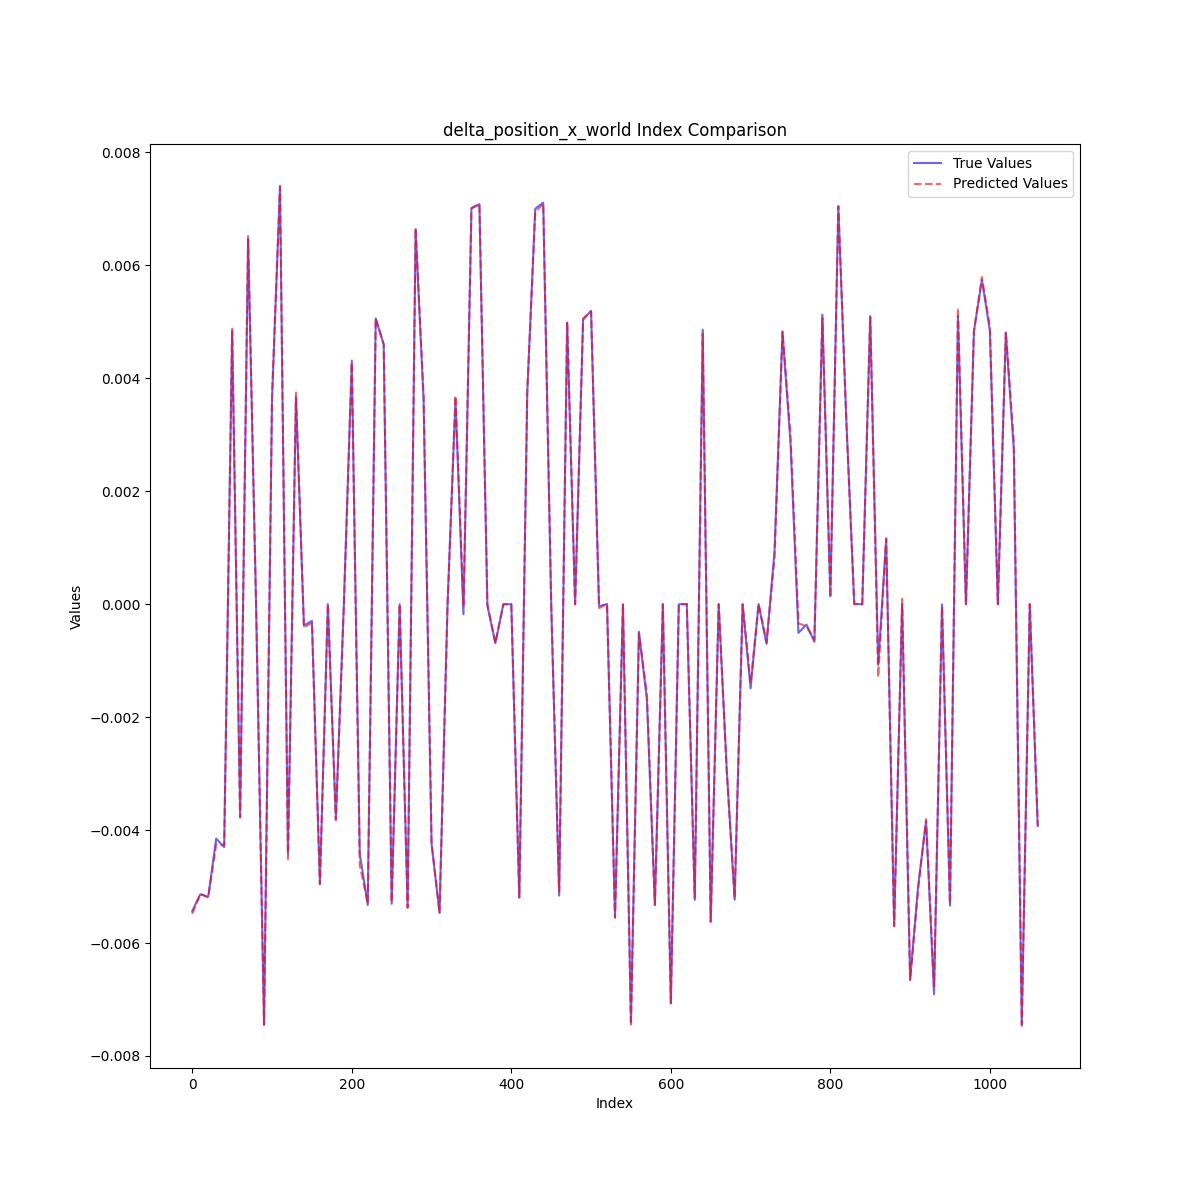 delta_position_x_world Index Comparison
True Values
Predicted Values
0.008
0.006
0.004
0.002
0.000
−0.002
−0.004
−0.006
−0.008
Values
0 200 400 600 800 1000
Index